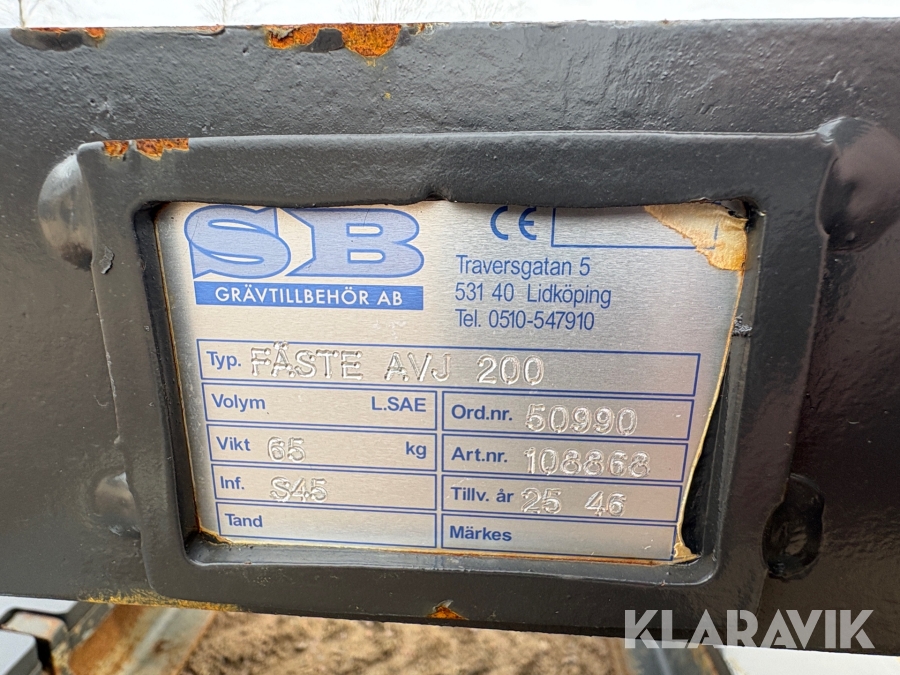 SB
GRÄVTILLBEHÖR AB
CE
Traversgatan 5
531 40 Lidköping
Tel. 0510-547910
Typ. FÄSTE AVJ 200
Volym L.SAE
Ord.nr. 50990
Vikt 65 kg
Art.nr. 108868
Inf. S45
Tillv. år 25 46
Tand
Märkes
KLARAVIK